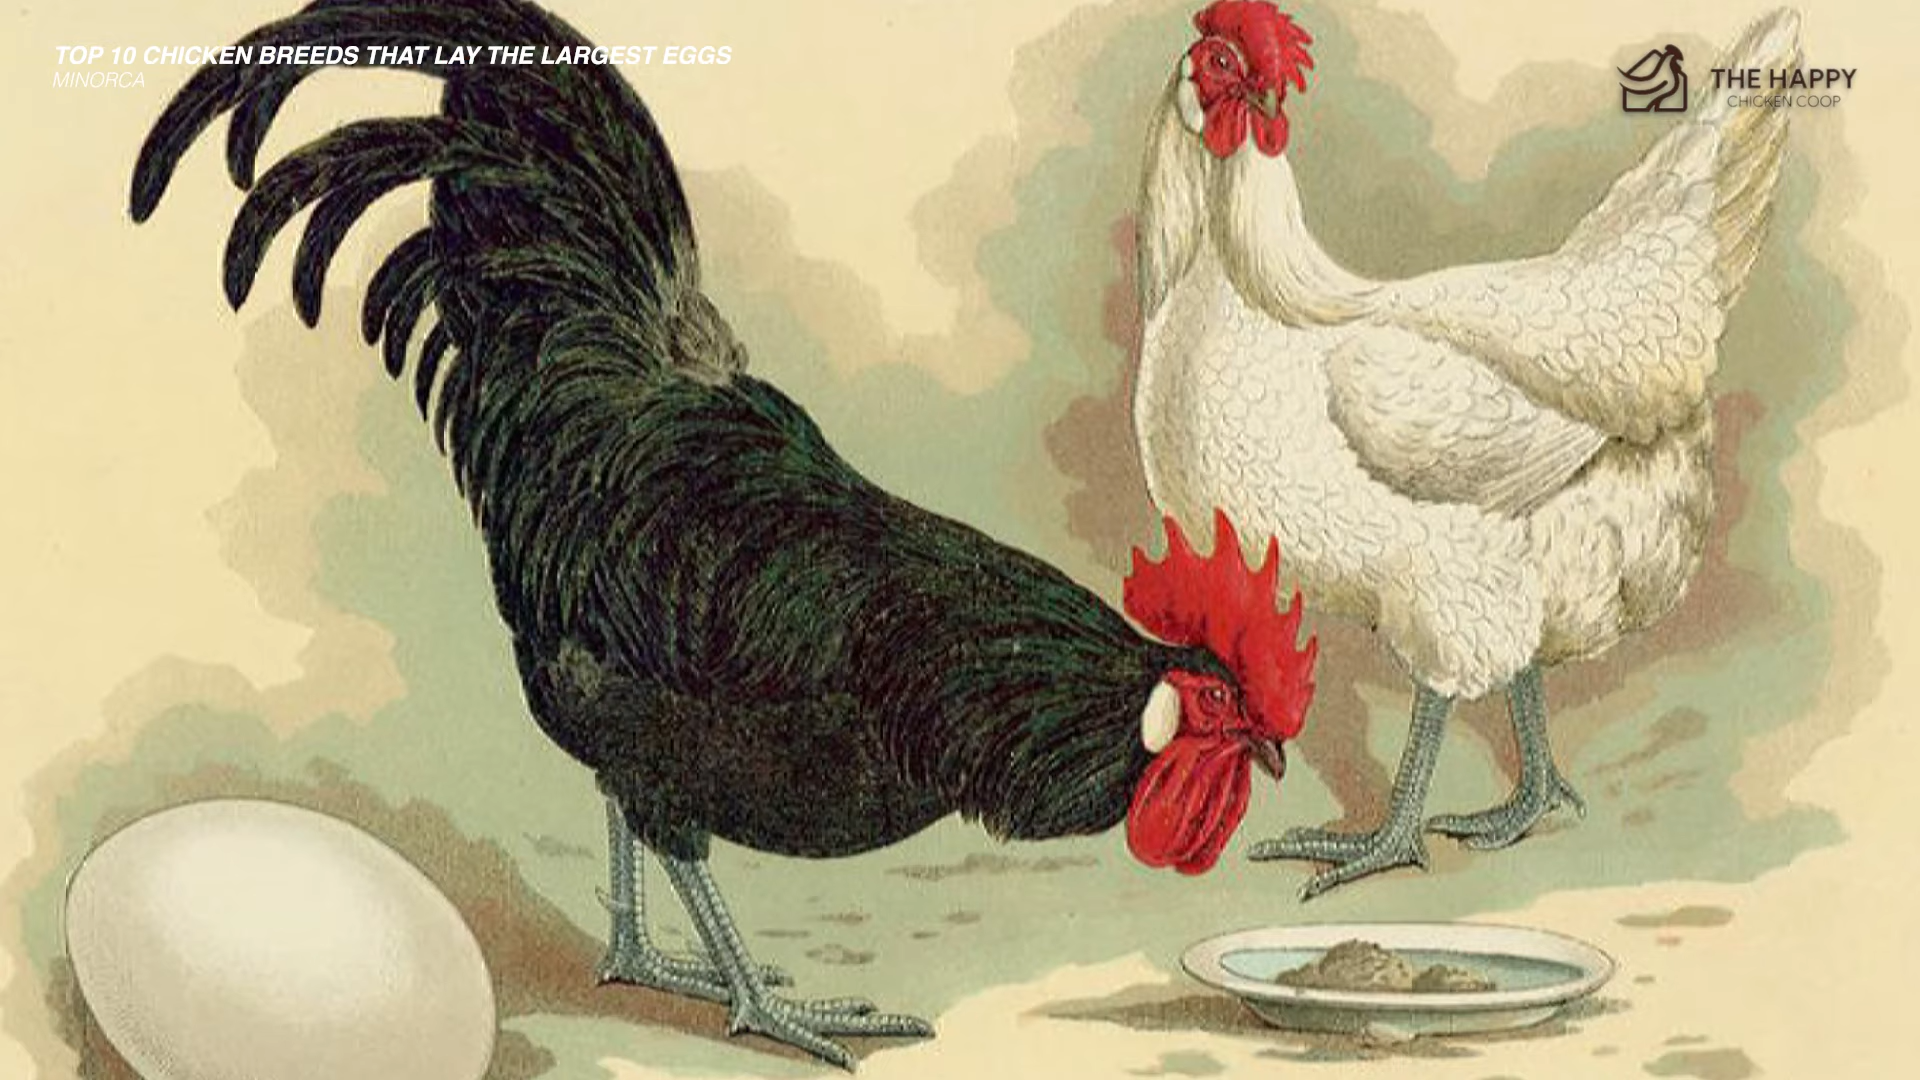 TOP 10 CHICKEN BREEDS THAT LAY THE LARGEST EGGS
MINORCA
THE HAPPY
CHICKEN COOP